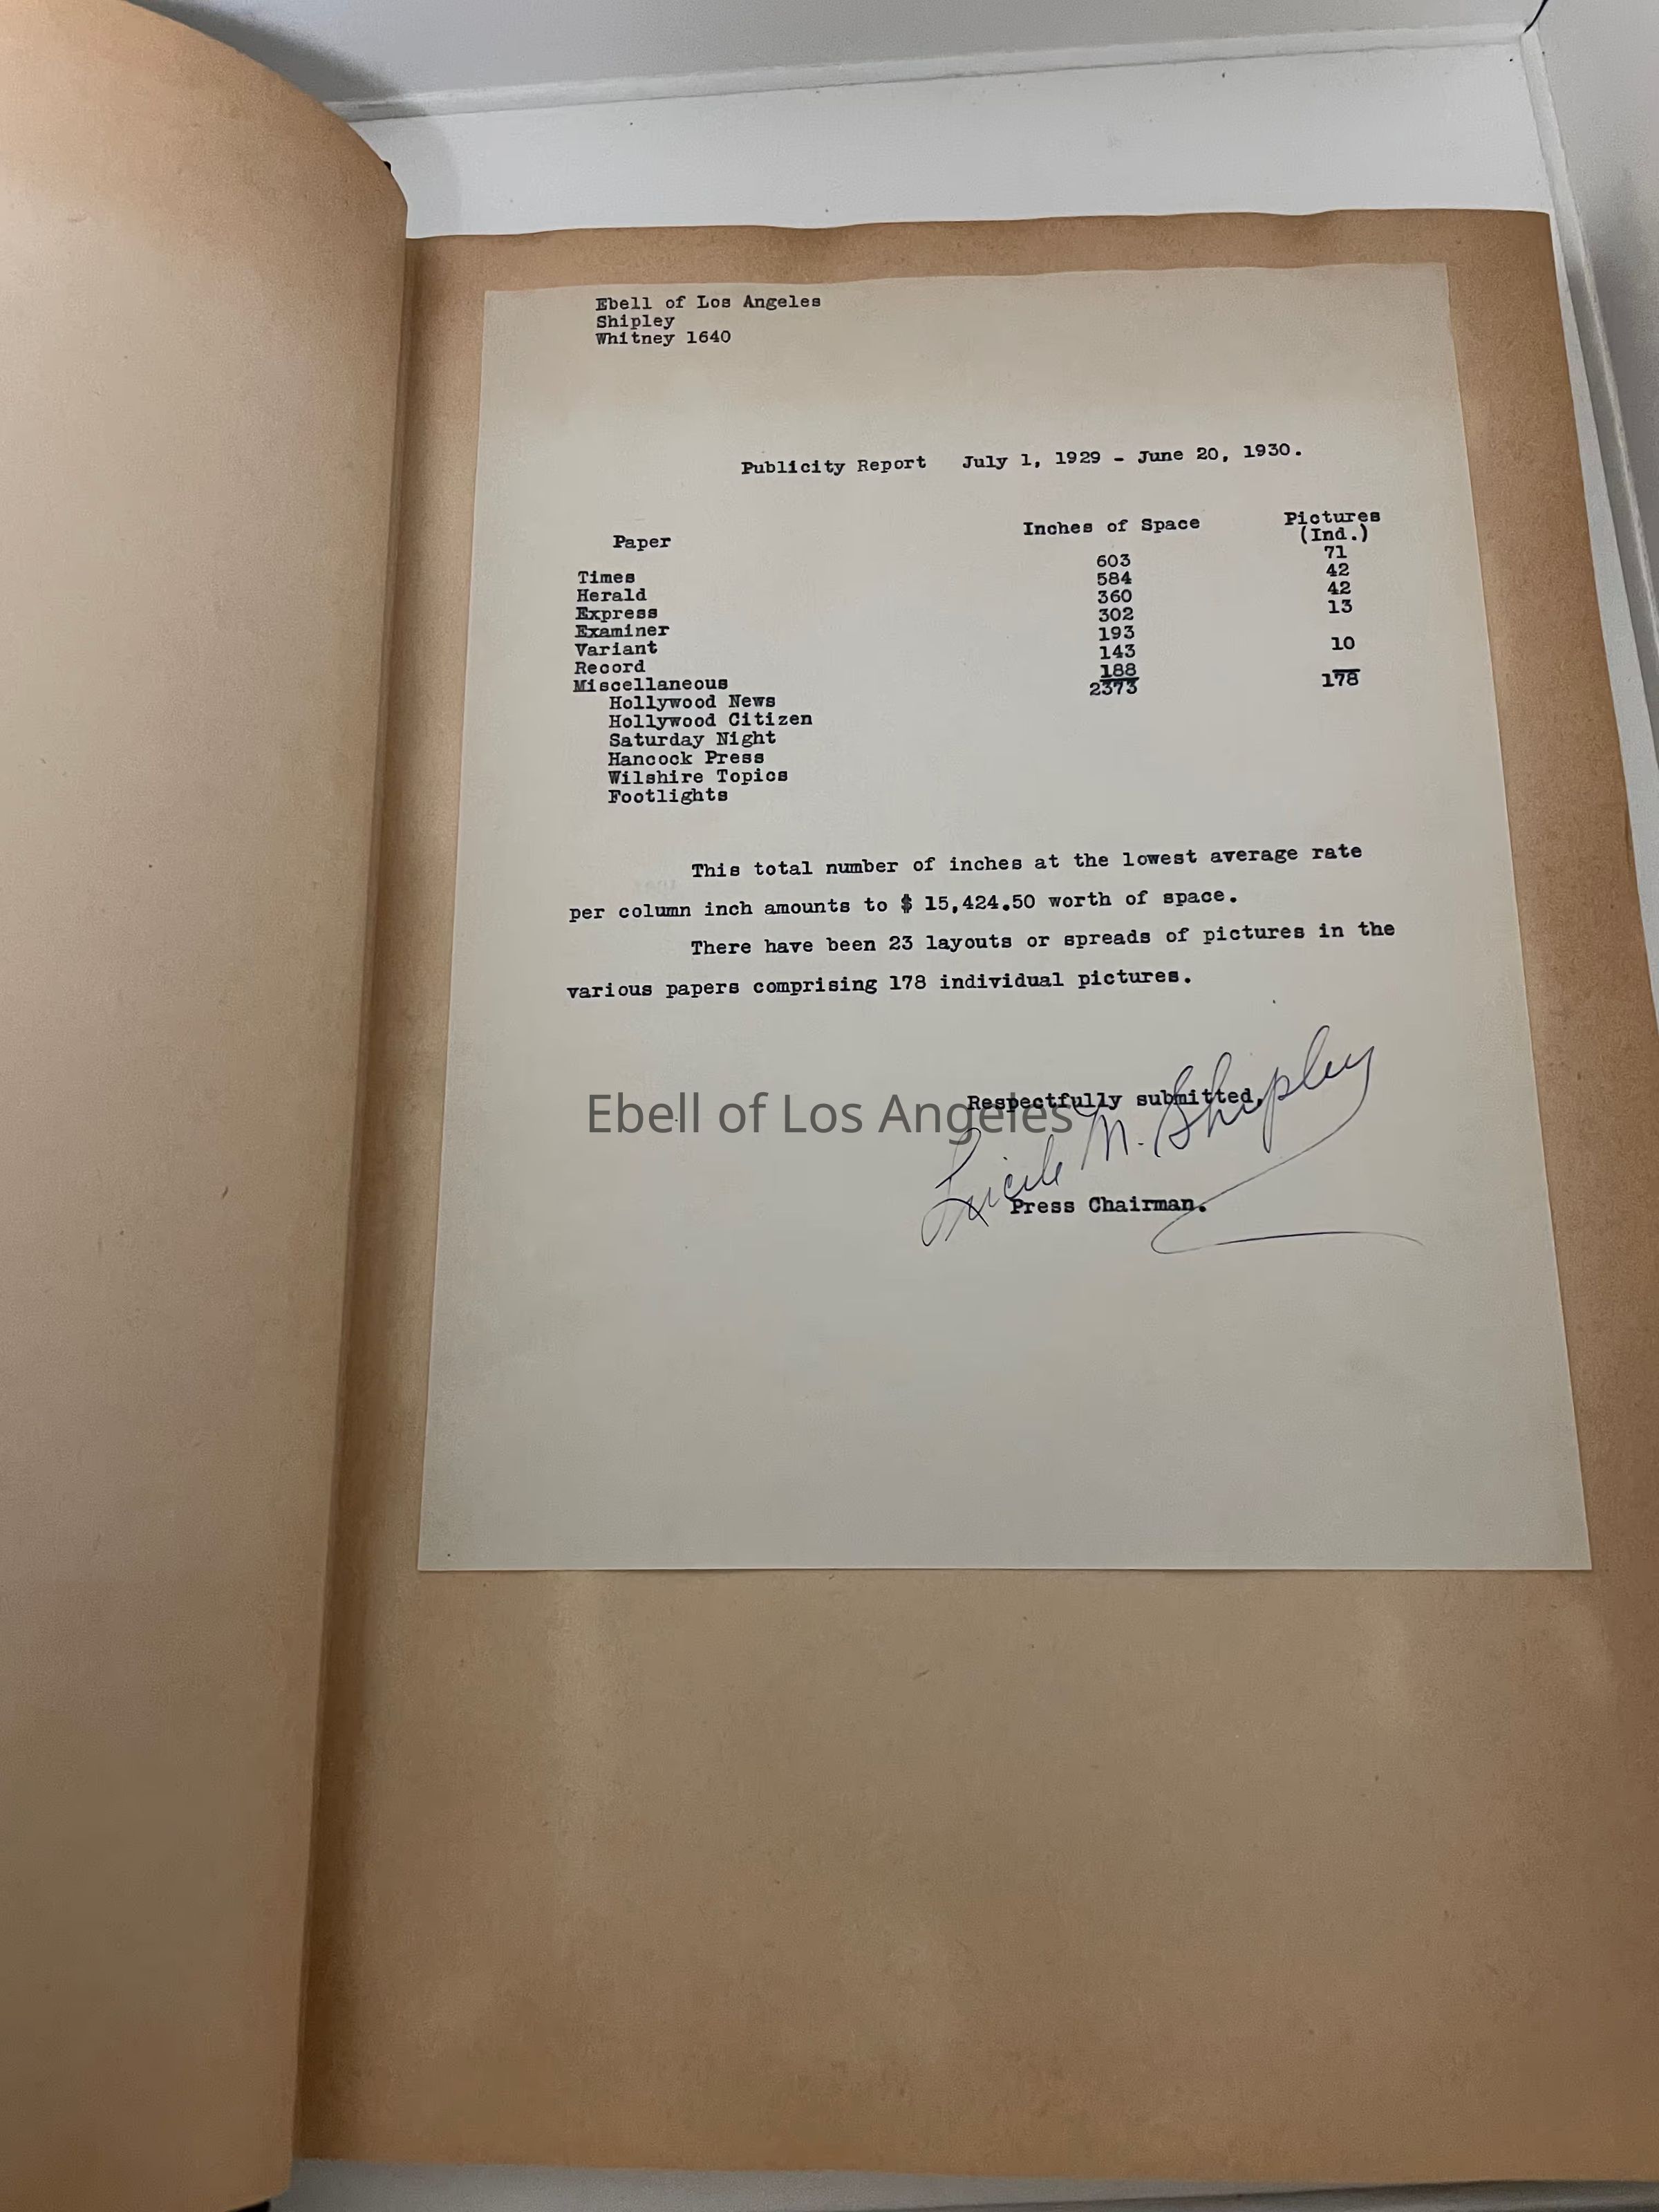 Ebell of Los Angeles
Shipley
Whitney 1640
Publicity Report July 1, 1929 - June 20, 1930.
Paper Inches of Space Pictures (Ind.)
Times 603 71
Herald 584 42
Express 360 42
Examiner 302 13
Variant 193
Record 143 10
Miscellaneous 188
2373 178
Hollywood News
Hollywood Citizen
Saturday Night
Hancock Press
Wilshire Topics
Footlights
This total number of inches at the lowest average rate
per column inch amounts to $ 15,424.50 worth of space.
There have been 23 layouts or spreads of pictures in the
various papers comprising 178 individual pictures.
Respectfully submitted,
Ebell of Los Angeles
Lucile M. Shipley
Press Chairman.